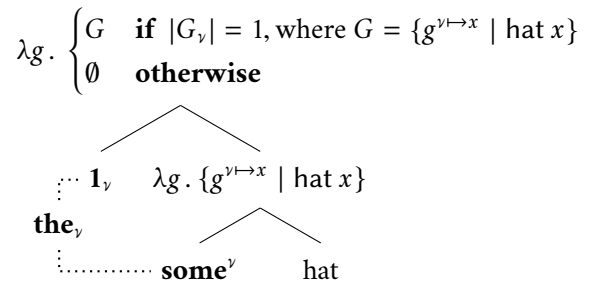 λg. { G if |G_ν| = 1, where G = {g^{ν↦x} | hat x}
∅ otherwise
1_ν λg. {g^{ν↦x} | hat x}
the_ν
some^ν hat